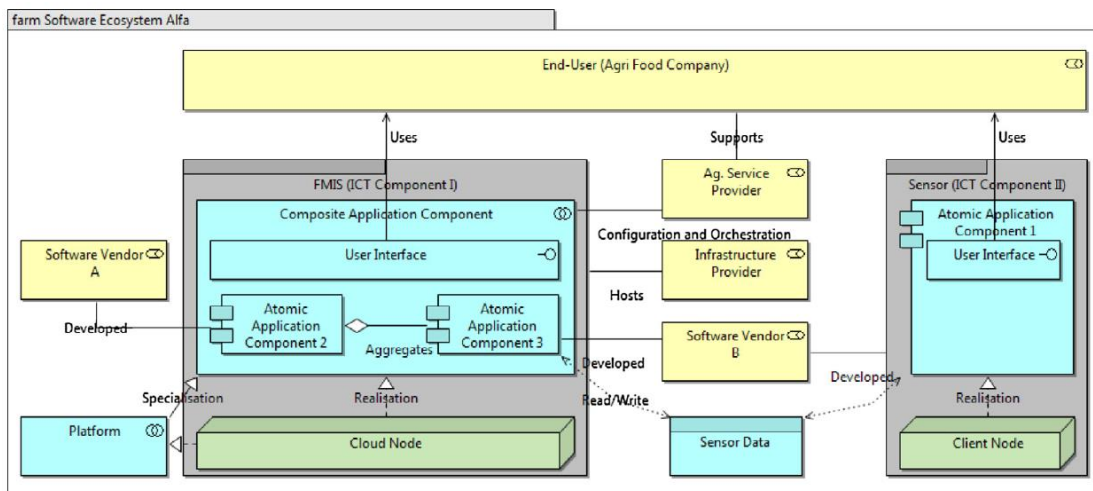 farm Software Ecosystem Alfa
End-User (Agri Food Company)
Uses
Supports
Uses
FMIS (ICT Component I)
Ag. Service
Provider
Sensor (ICT Component II)
Composite Application Component
Atomic Application
Component 1
Configuration and Orchestration
User Interface
User Interface
Software Vendor
A
Infrastructure
Provider
Hosts
Atomic
Application
Component 2
Atomic
Application
Component 3
Aggregates
Developed
Software Vendor
B
Developed
Developed
Specialisation
Realisation
Read/Write
Realisation
Platform
Cloud Node
Sensor Data
Client Node